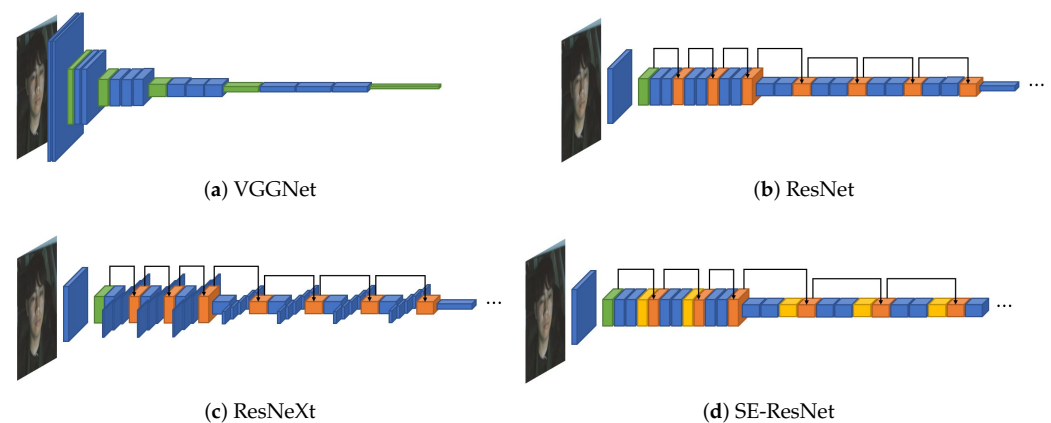 (a) VGGNet
(b) ResNet
...
(c) ResNeXt
...
(d) SE-ResNet
...